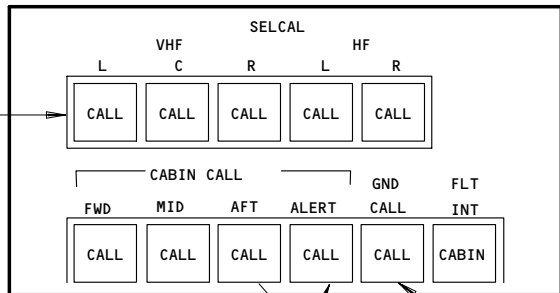 SELCAL
VHF HF
L C R L R
CALL CALL CALL CALL CALL
CABIN CALL
GND FLT
FWD MID AFT ALERT CALL INT
CALL CALL CALL CALL CALL CABIN